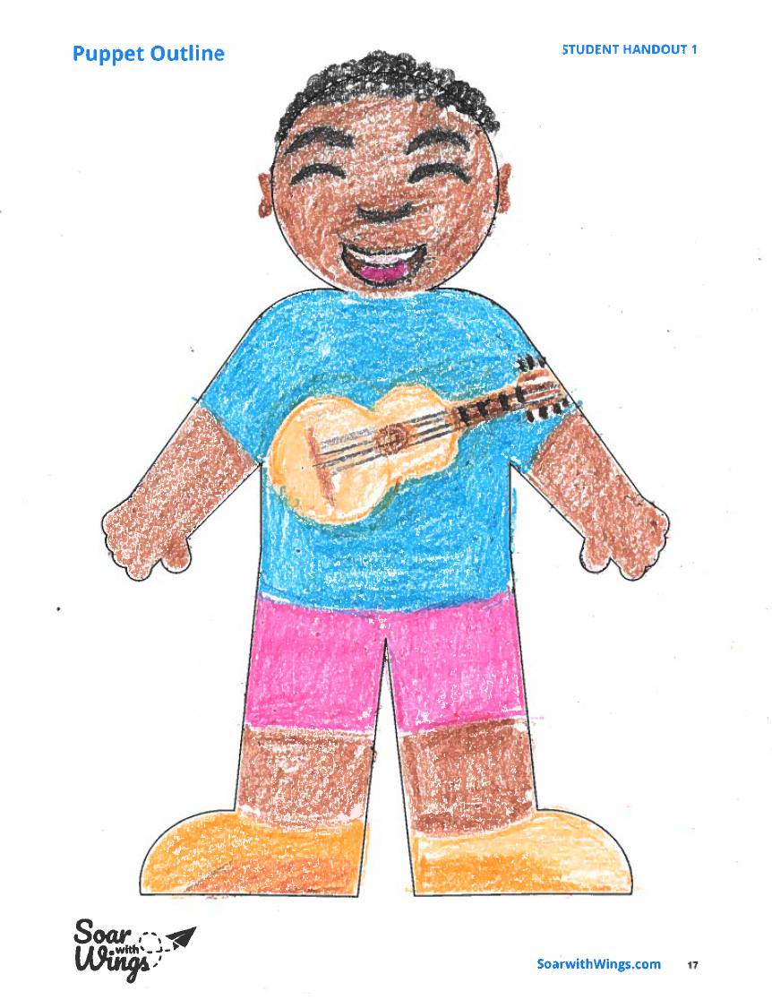 Puppet Outline
STUDENT HANDOUT 1
Soar
with
Wings
SoarwithWings.com
17